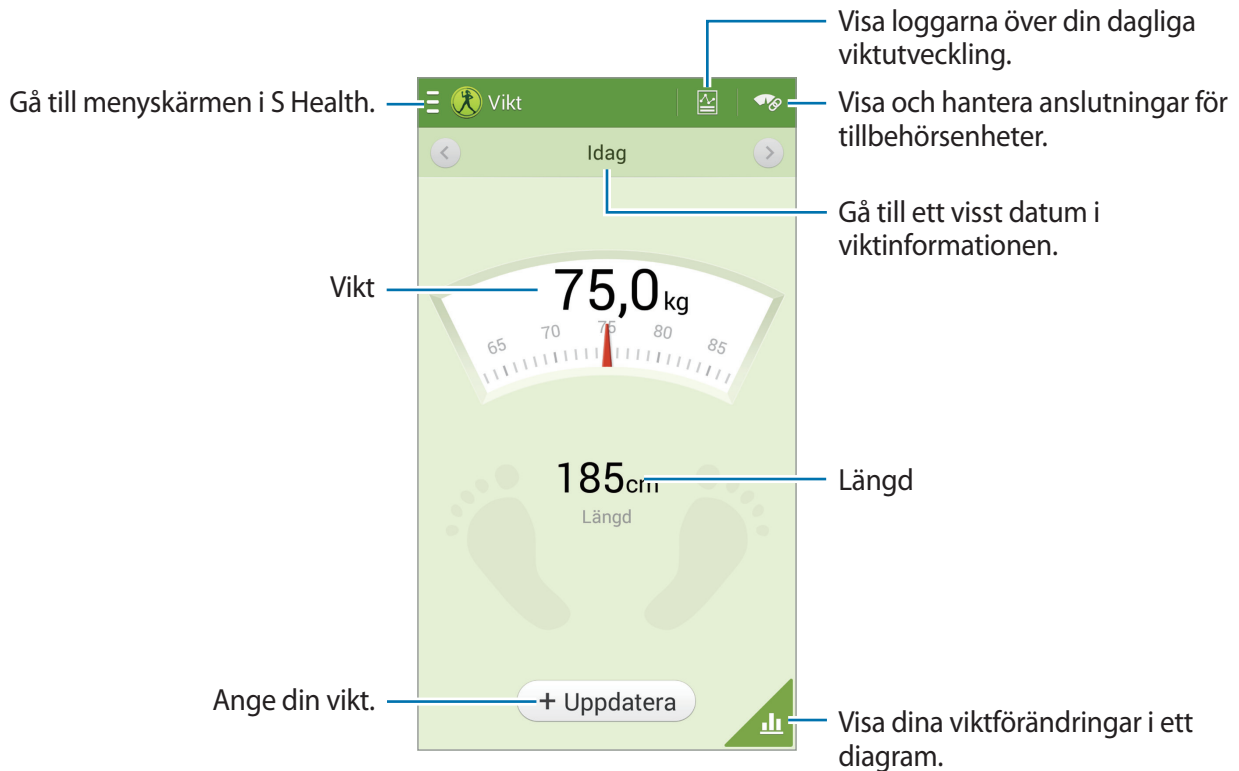 Visa loggarna över din dagliga
viktutveckling.
Gå till menyskärmen i S Health.
Vikt
Visa och hantera anslutningar för
tillbehörsenheter.
Idag
Gå till ett visst datum i
viktinformationen.
Vikt
75,0 kg
65 70 75 80 85
185cm
Längd
Längd
Ange din vikt.
+ Uppdatera
Visa dina viktförändringar i ett
diagram.